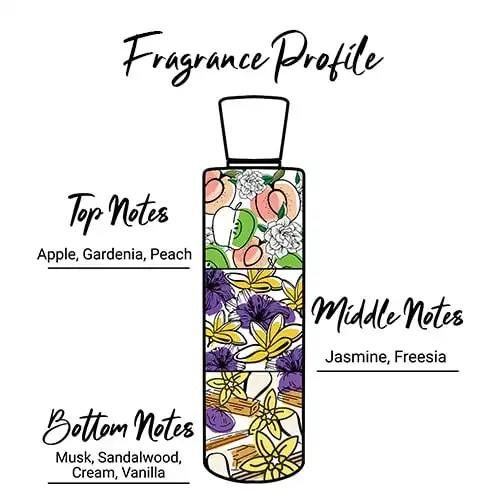 Fragrance Profile
Top Notes
Apple, Gardenia, Peach
Middle Notes
Jasmine, Freesia
Bottom Notes
Musk, Sandalwood,
Cream, Vanilla